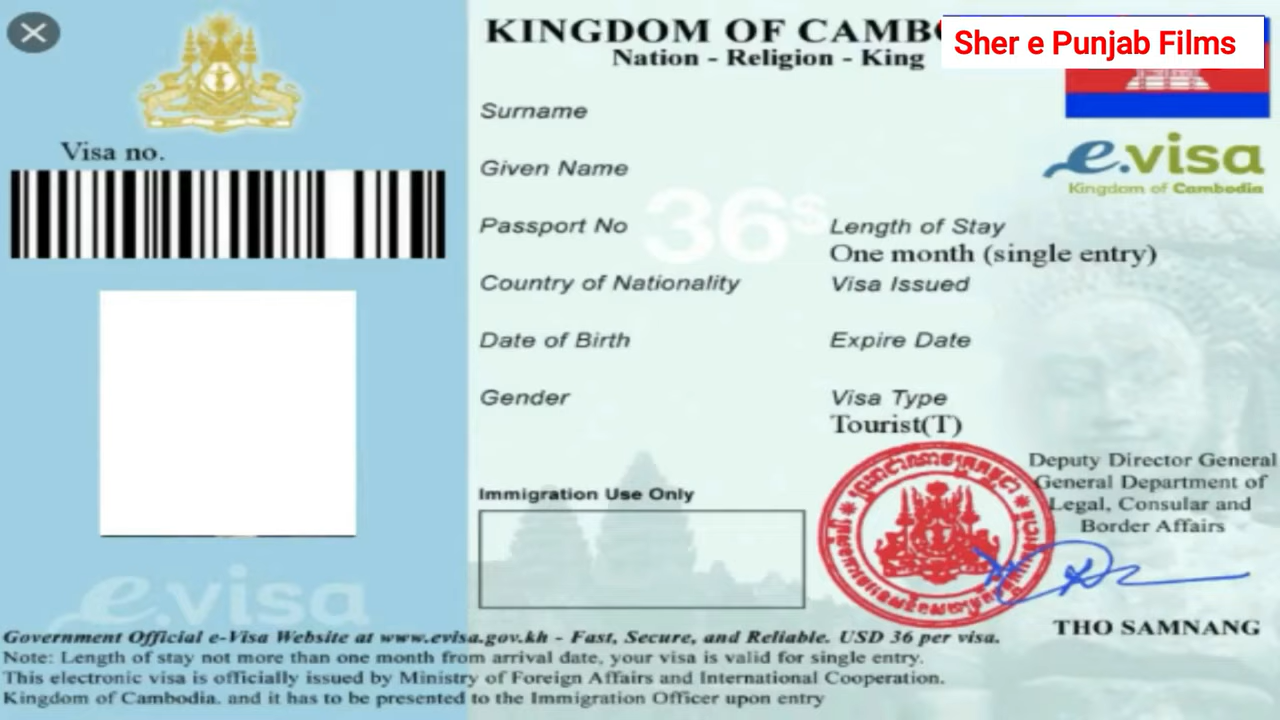 KINGDOM OF CAMBO
Sher e Punjab Films
Nation - Religion - King
Visa no.
Surname
e.visa
Kingdom of Cambodia
Given Name
36s
Passport No
Length of Stay
One month (single entry)
Country of Nationality
Visa Issued
Date of Birth
Expire Date
Gender
Visa Type
Tourist(T)
Immigration Use Only
Deputy Director General
General Department of
Legal, Consular and
Border Affairs
THO SAMNANG
e.visa
Government Official e-Visa Website at www.evisa.gov.kh - Fast, Secure, and Reliable. USD 36 per visa.
Note: Length of stay not more than one month from arrival date, your visa is valid for single entry.
This electronic visa is officially issued by Ministry of Foreign Affairs and International Cooperation.
Kingdom of Cambodia. and it has to be presented to the Immigration Officer upon entry